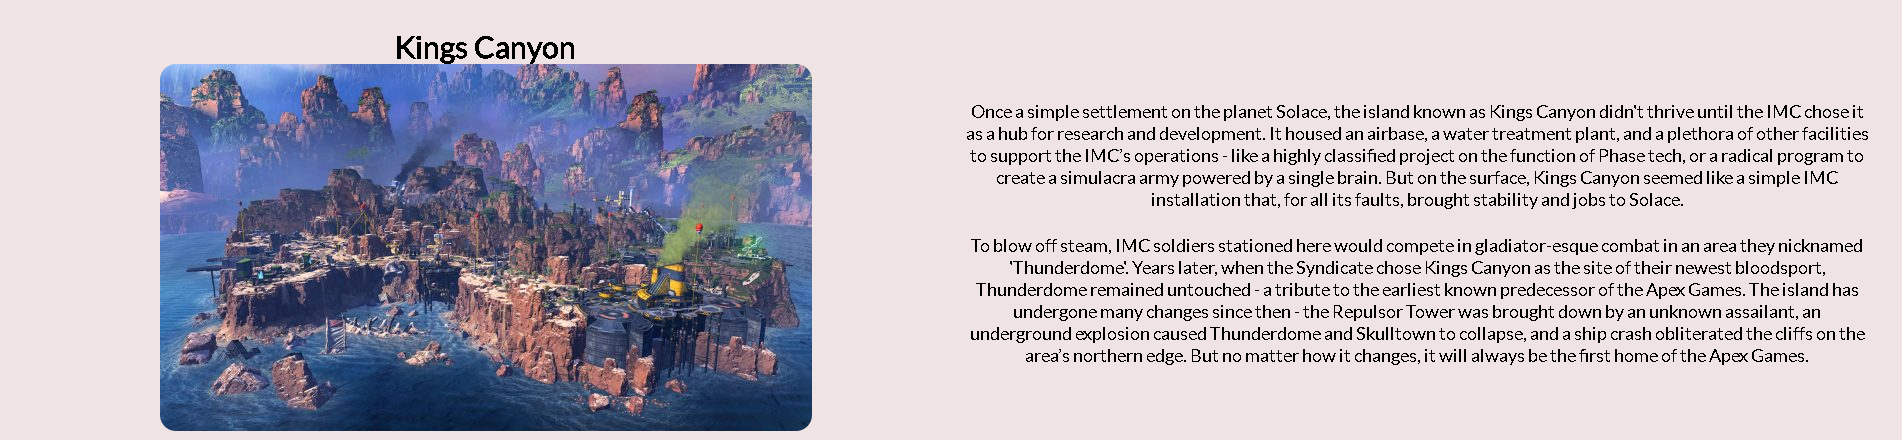 Kings Canyon
Once a simple settlement on the planet Solace, the island known as Kings Canyon didn't thrive until the IMC chose it
as a hub for research and development. It housed an airbase, a water treatment plant, and a plethora of other facilities
to support the IMC’s operations - like a highly classified project on the function of Phase tech, or a radical program to
create a simulacra army powered by a single brain. But on the surface, Kings Canyon seemed like a simple IMC
installation that, for all its faults, brought stability and jobs to Solace.
To blow off steam, IMC soldiers stationed here would compete in gladiator-esque combat in an area they nicknamed
'Thunderdome'. Years later, when the Syndicate chose Kings Canyon as the site of their newest bloodsport,
Thunderdome remained untouched - a tribute to the earliest known predecessor of the Apex Games. The island has
undergone many changes since then - the Repulsor Tower was brought down by an unknown assailant, an
underground explosion caused Thunderdome and Skulltown to collapse, and a ship crash obliterated the cliffs on the
area’s northern edge. But no matter how it changes, it will always be the first home of the Apex Games.